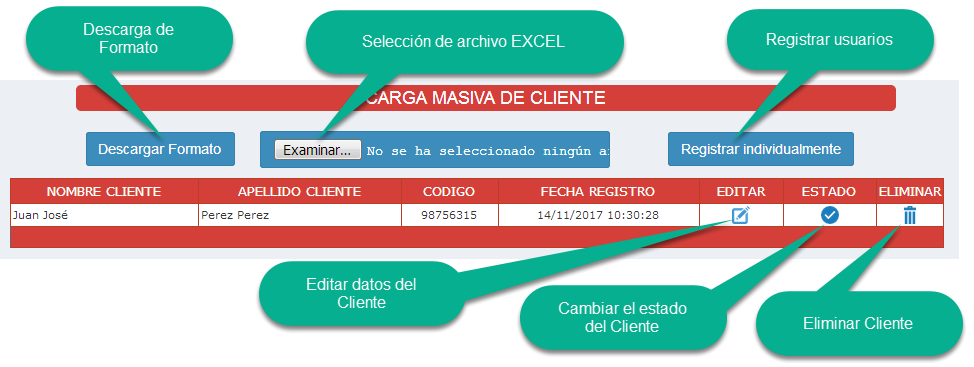 Descarga de
Formato
Selección de archivo EXCEL
Registrar usuarios
CARGA MASIVA DE CLIENTE
Descargar Formato
Examinar... No se ha seleccionado ningún
Registrar individualmente
NOMBRE CLIENTE APELLIDO CLIENTE CODIGO FECHA REGISTRO EDITAR ESTADO ELIMINAR
Juan José Perez Perez 98756315 14/11/2017 10:30:28
Editar datos del
Cliente
Cambiar el estado
del Cliente
Eliminar Cliente